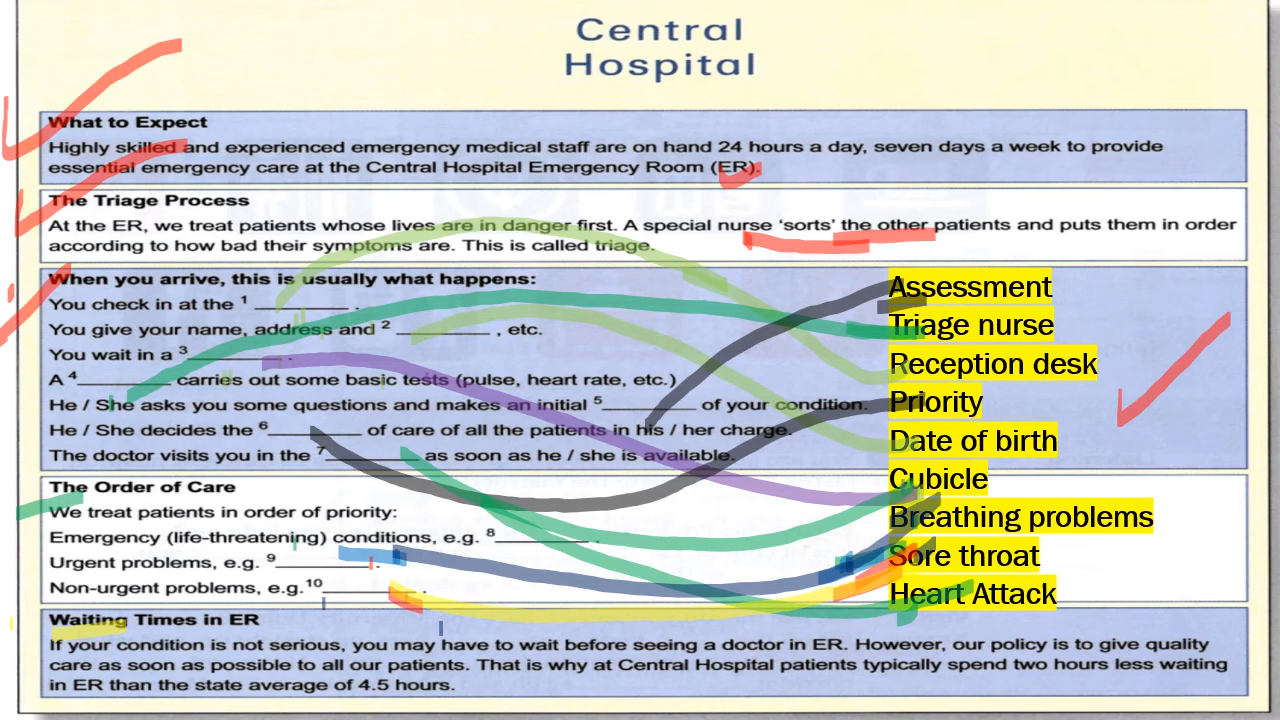 Central
Hospital
What to Expect
Highly skilled and experienced emergency medical staff are on hand 24 hours a day, seven days a week to provide
essential emergency care at the Central Hospital Emergency Room (ER).
The Triage Process
At the ER, we treat patients whose lives are in danger first. A special nurse ‘sorts’ the other patients and puts them in order
according to how bad their symptoms are. This is called triage.
When you arrive, this is usually what happens:
You check in at the 1 __________ .
You give your name, address and 2 __________ , etc.
You wait in a 3 __________ .
A 4 __________ carries out some basic tests (pulse, heart rate, etc.)
He / She asks you some questions and makes an initial 5 __________ of your condition.
He / She decides the 6 __________ of care of all the patients in his / her charge.
The doctor visits you in the 7 __________ as soon as he / she is available.
Assessment
Triage nurse
Reception desk
Priority
Date of birth
Cubicle
Breathing problems
Sore throat
Heart Attack
The Order of Care
We treat patients in order of priority:
Emergency (life-threatening) conditions, e.g. 8 __________ .
Urgent problems, e.g. 9 __________ .
Non-urgent problems, e.g. 10 __________ .
Waiting Times in ER
If your condition is not serious, you may have to wait before seeing a doctor in ER. However, our policy is to give quality
care as soon as possible to all our patients. That is why at Central Hospital patients typically spend two hours less waiting
in ER than the state average of 4.5 hours.